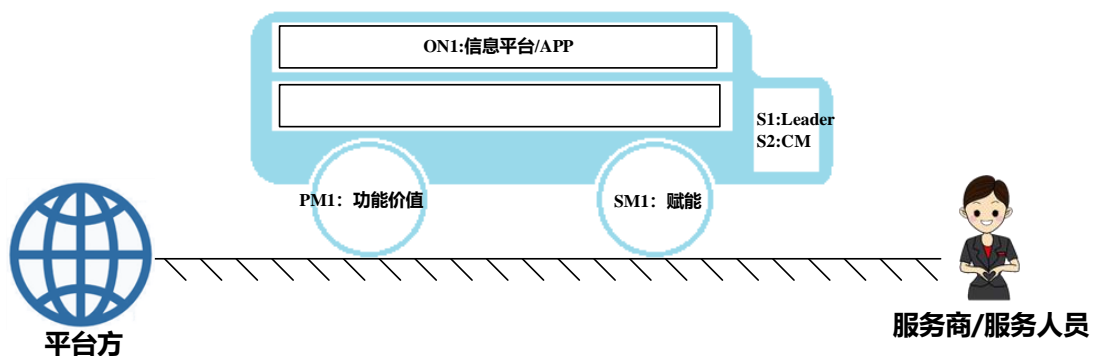 ON1:信息平台/APP
S1:Leader
S2:CM
PM1：功能价值
SM1：赋能
平台方
服务商/服务人员